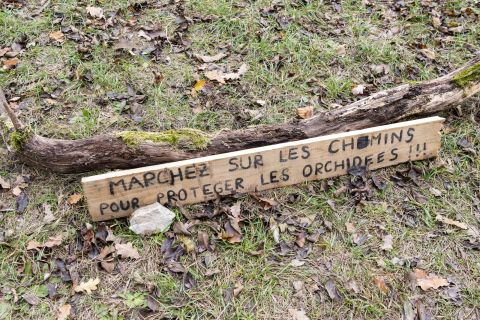 MARCHEZ SUR LES CHEMINS
POUR PROTEGER LES ORCHIDEES !!!